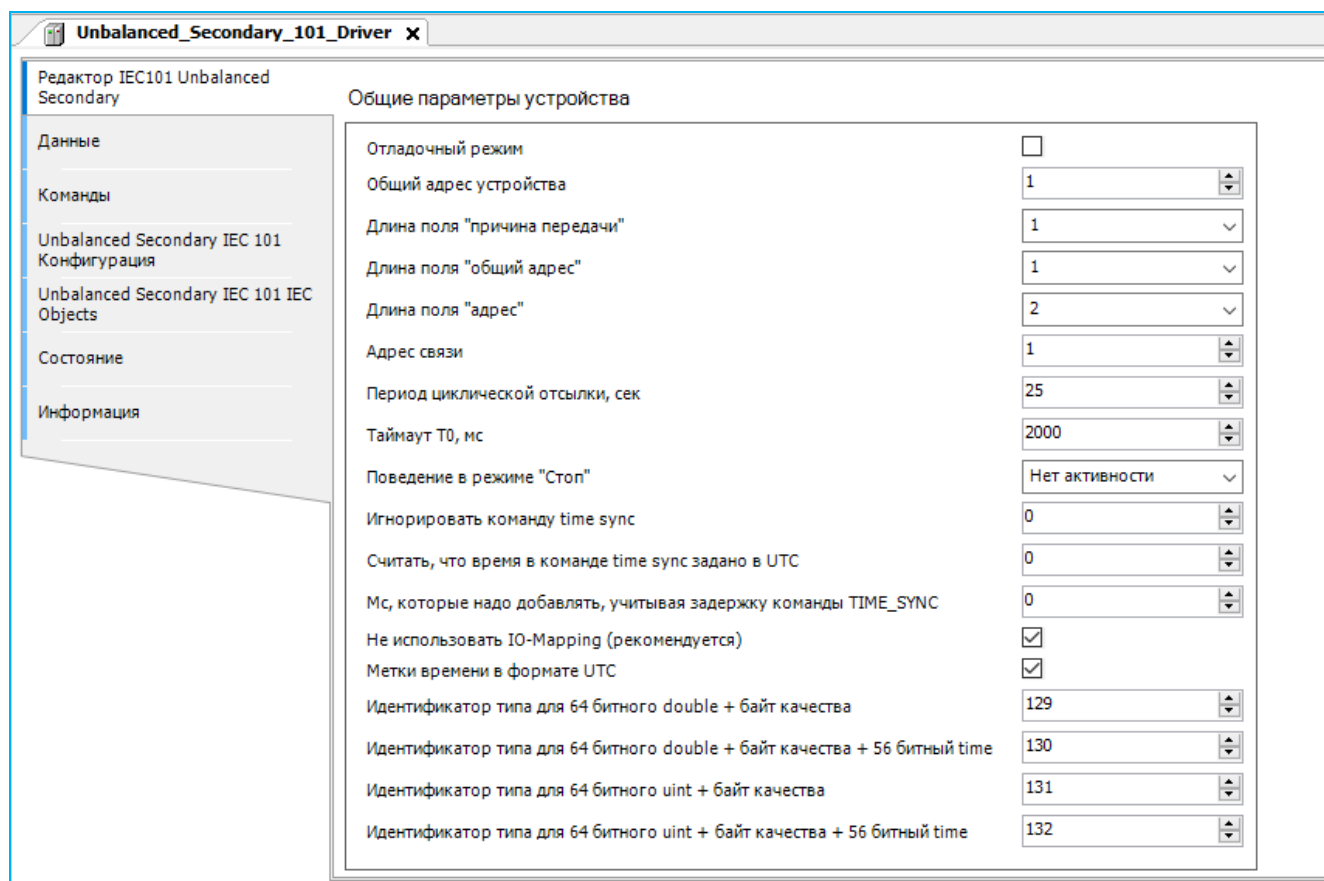 Unbalanced_Secondary_101_Driver
Редактор IEC101 Unbalanced
Secondary
Данные
Команды
Unbalanced Secondary IEC 101
Конфигурация
Unbalanced Secondary IEC 101 IEC
Objects
Состояние
Информация
Общие параметры устройства
Отладочный режим
Общий адрес устройства 1
Длина поля "причина передачи" 1
Длина поля "общий адрес" 1
Длина поля "адрес" 2
Адрес связи 1
Период циклической отсылки, сек 25
Таймаут T0, мс 2000
Поведение в режиме "Стоп" Нет активности
Игнорировать команду time sync 0
Считать, что время в команде time sync задано в UTC 0
Мс, которые надо добавлять, учитывая задержку команды TIME_SYNC 0
Не использовать IO-Mapping (рекомендуется)
Метки времени в формате UTC
Идентификатор типа для 64 битного double + байт качества 129
Идентификатор типа для 64 битного double + байт качества + 56 битный time 130
Идентификатор типа для 64 битного uint + байт качества 131
Идентификатор типа для 64 битного uint + байт качества + 56 битный time 132